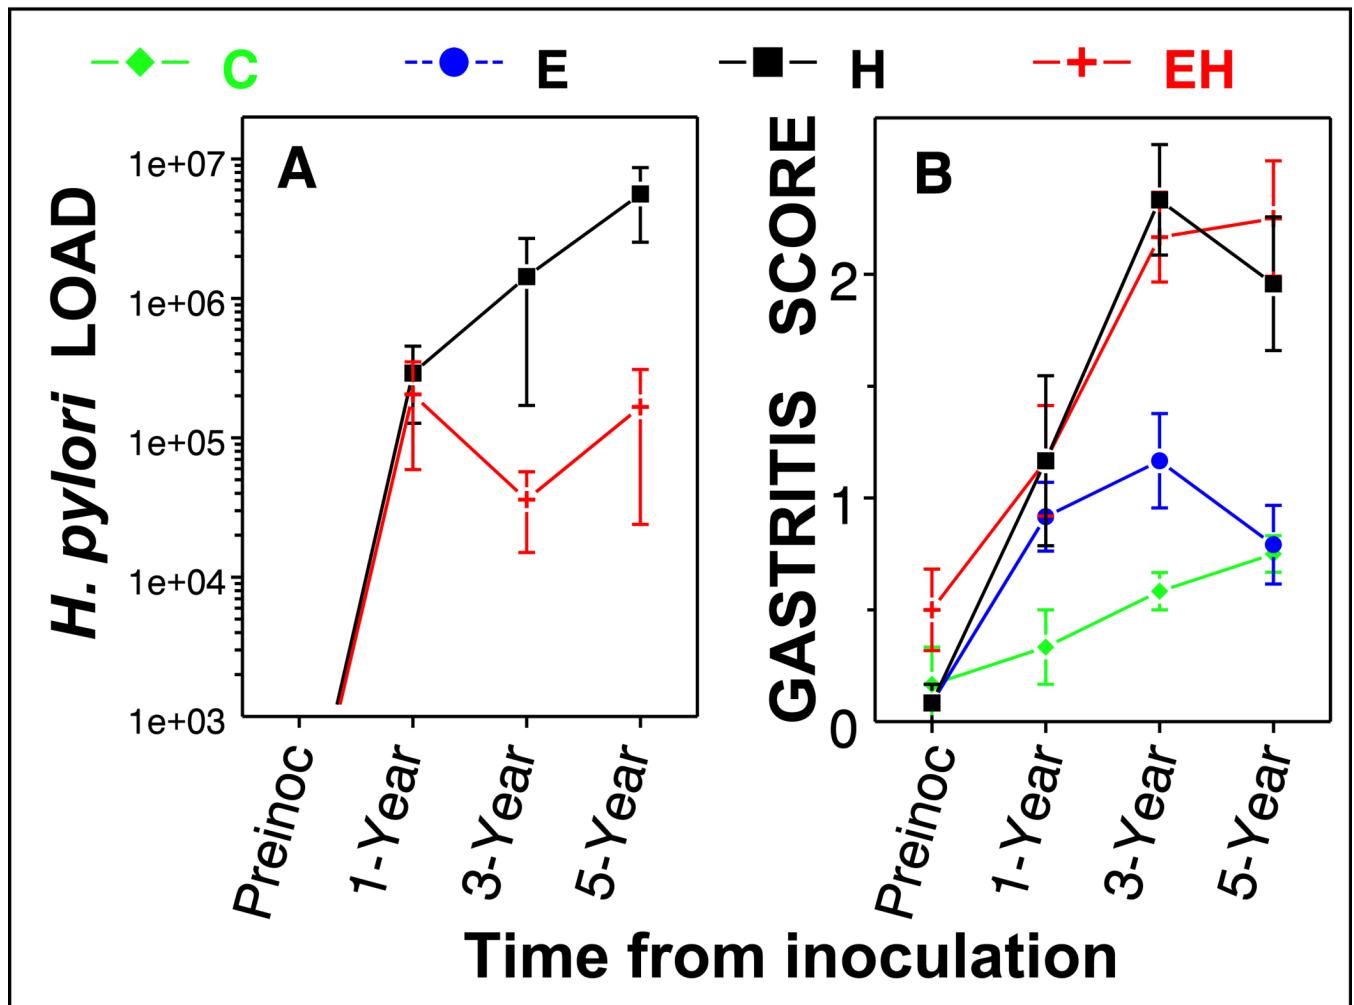 C E H EH
A
H. pylori LOAD
1e+07
1e+06
1e+05
1e+04
1e+03
Preinoc
1-Year
3-Year
5-Year
B
GASTRITIS SCORE
2
1
0
Preinoc
1-Year
3-Year
5-Year
Time from inoculation